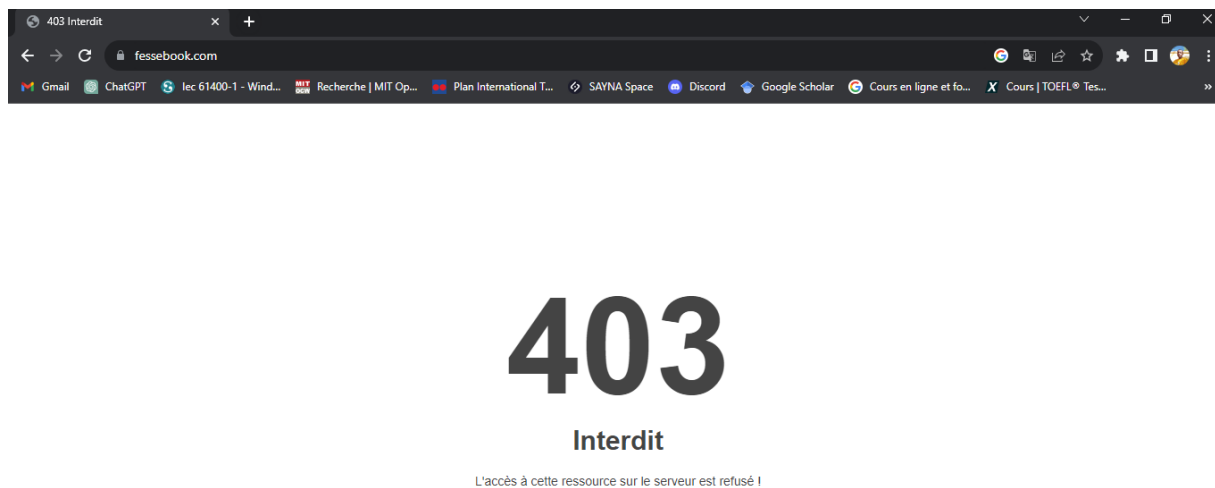 403 Interdit
fessebook.com
Gmail ChatGPT Iec 61400-1 - Wind... MIT OCW Recherche | MIT Op... Plan International T... SAYNA Space Discord Google Scholar Cours en ligne et fo... X Cours | TOEFL® Tes... »
403
Interdit
L'accès à cette ressource sur le serveur est refusé !